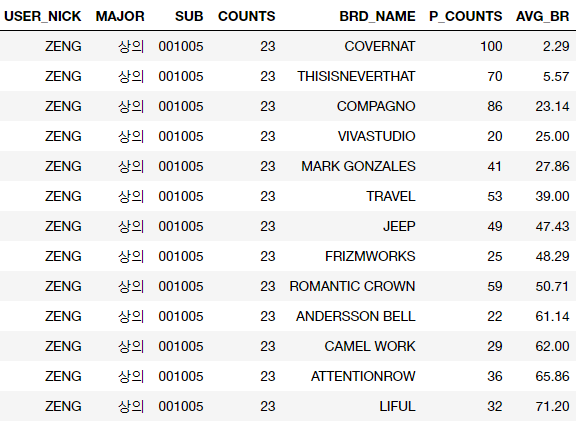 USER_NICK MAJOR SUB COUNTS BRD_NAME P_COUNTS AVG_BR
ZENG 상의 001005 23 COVERNAT 100 2.29
ZENG 상의 001005 23 THISISNEVERTHAT 70 5.57
ZENG 상의 001005 23 COMPAGNO 86 23.14
ZENG 상의 001005 23 VIVASTUDIO 20 25.00
ZENG 상의 001005 23 MARK GONZALES 41 27.86
ZENG 상의 001005 23 TRAVEL 53 39.00
ZENG 상의 001005 23 JEEP 49 47.43
ZENG 상의 001005 23 FRIZMWORKS 25 48.29
ZENG 상의 001005 23 ROMANTIC CROWN 59 50.71
ZENG 상의 001005 23 ANDERSSON BELL 22 61.14
ZENG 상의 001005 23 CAMEL WORK 29 62.00
ZENG 상의 001005 23 ATTENTIONROW 36 65.86
ZENG 상의 001005 23 LIFUL 32 71.20